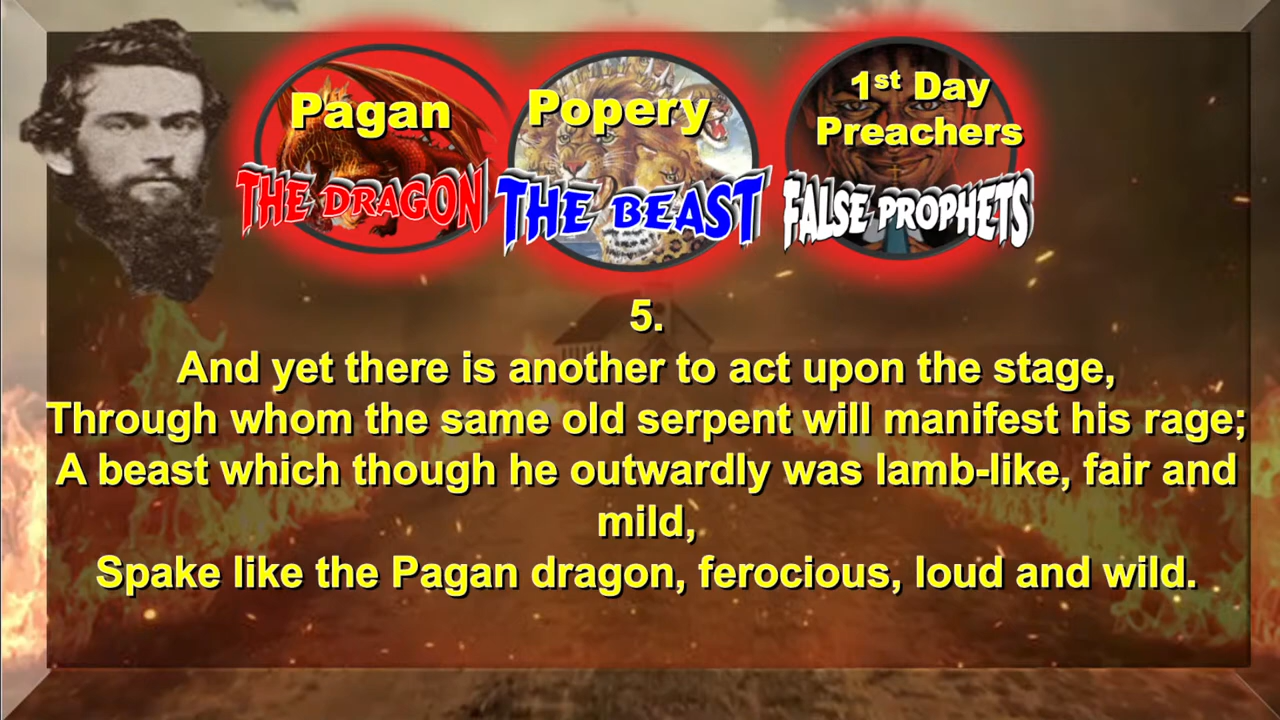 Pagan
THE DRAGON
Popery
THE BEAST
1st Day
Preachers
FALSE PROPHETS
5.
And yet there is another to act upon the stage,
Through whom the same old serpent will manifest his rage;
A beast which though he outwardly was lamb-like, fair and
mild,
Spake like the Pagan dragon, ferocious, loud and wild.